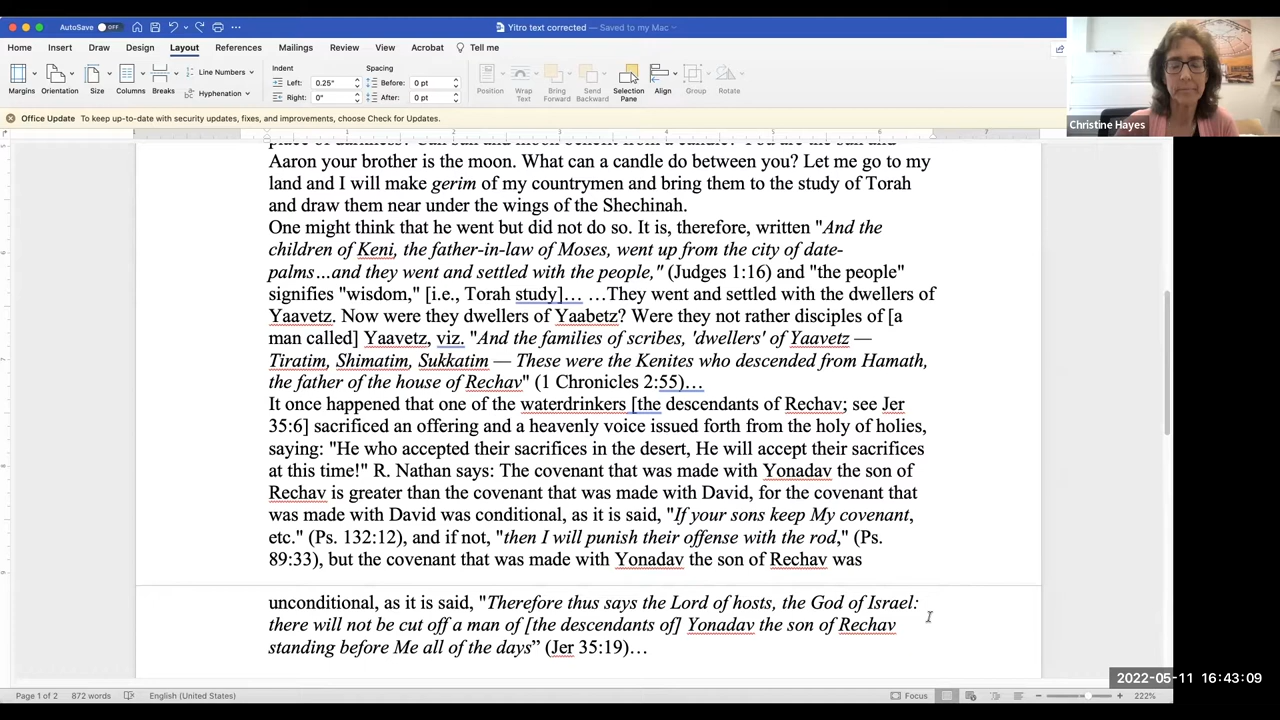 AutoSave OFF
Yitro text corrected — Saved to my Mac
Home Insert Draw Design Layout References Mailings Review View Acrobat Tell me
Margins Orientation Size Columns Breaks Line Numbers Hyphenation
Indent Spacing
Left: 0.25" Before: 0 pt
Right: 0" After: 0 pt
Position Wrap Text Bring Forward Send Backward Selection Pane Align Group Rotate
Christine Hayes
Office Update To keep up-to-date with security updates, fixes, and improvements, choose Check for Updates.
1 2 3 4 5 6 7
Aaron your brother is the moon. What can a candle do between you? Let me go to my
land and I will make gerim of my countrymen and bring them to the study of Torah
and draw them near under the wings of the Shechinah.
One might think that he went but did not do so. It is, therefore, written "And the
children of Keni, the father-in-law of Moses, went up from the city of date-
palms…and they went and settled with the people," (Judges 1:16) and "the people"
signifies "wisdom," [i.e., Torah study]… …They went and settled with the dwellers of
Yaavetz. Now were they dwellers of Yaabetz? Were they not rather disciples of [a
man called] Yaavetz, viz. "And the families of scribes, 'dwellers' of Yaavetz —
Tiratim, Shimatim, Sukkatim — These were the Kenites who descended from Hamath,
the father of the house of Rechav" (1 Chronicles 2:55)…
It once happened that one of the waterdrinkers [the descendants of Rechav; see Jer
35:6] sacrificed an offering and a heavenly voice issued forth from the holy of holies,
saying: "He who accepted their sacrifices in the desert, He will accept their sacrifices
at this time!" R. Nathan says: The covenant that was made with Yonadav the son of
Rechav is greater than the covenant that was made with David, for the covenant that
was made with David was conditional, as it is said, "If your sons keep My covenant,
etc." (Ps. 132:12), and if not, "then I will punish their offense with the rod," (Ps.
89:33), but the covenant that was made with Yonadav the son of Rechav was
unconditional, as it is said, "Therefore thus says the Lord of hosts, the God of Israel:
there will not be cut off a man of [the descendants of] Yonadav the son of Rechav
standing before Me all of the days” (Jer 35:19)…
2022-05-11 16:43:09
Page 1 of 2 872 words English (United States) Focus 222%